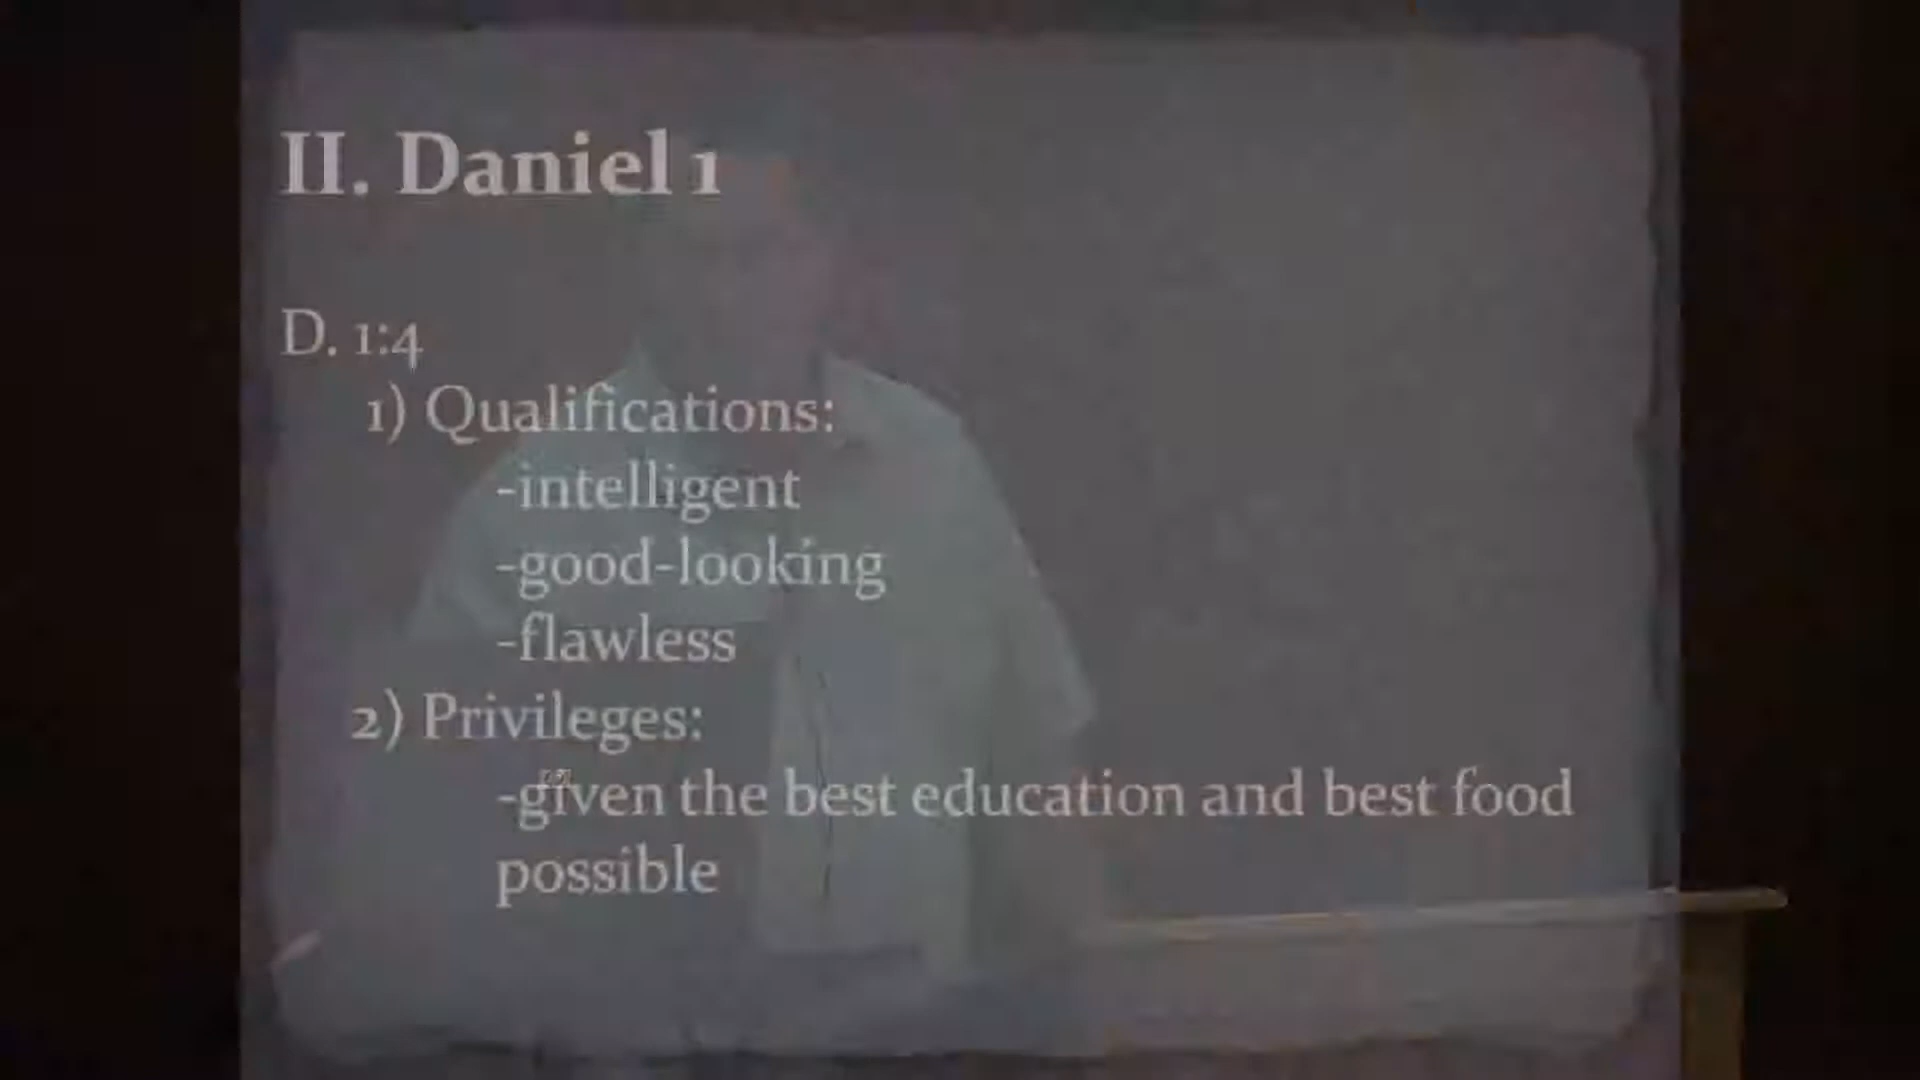 II. Daniel 1
D. 1:4
1) Qualifications:
-intelligent
-good-looking
-flawless
2) Privileges:
-given the best education and best food
possible